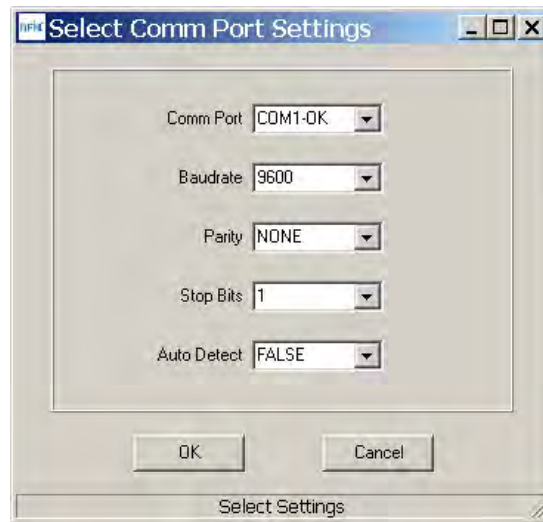 Select Comm Port Settings
Comm Port COM1-OK
Baudrate 9600
Parity NONE
Stop Bits 1
Auto Detect FALSE
OK Cancel
Select Settings